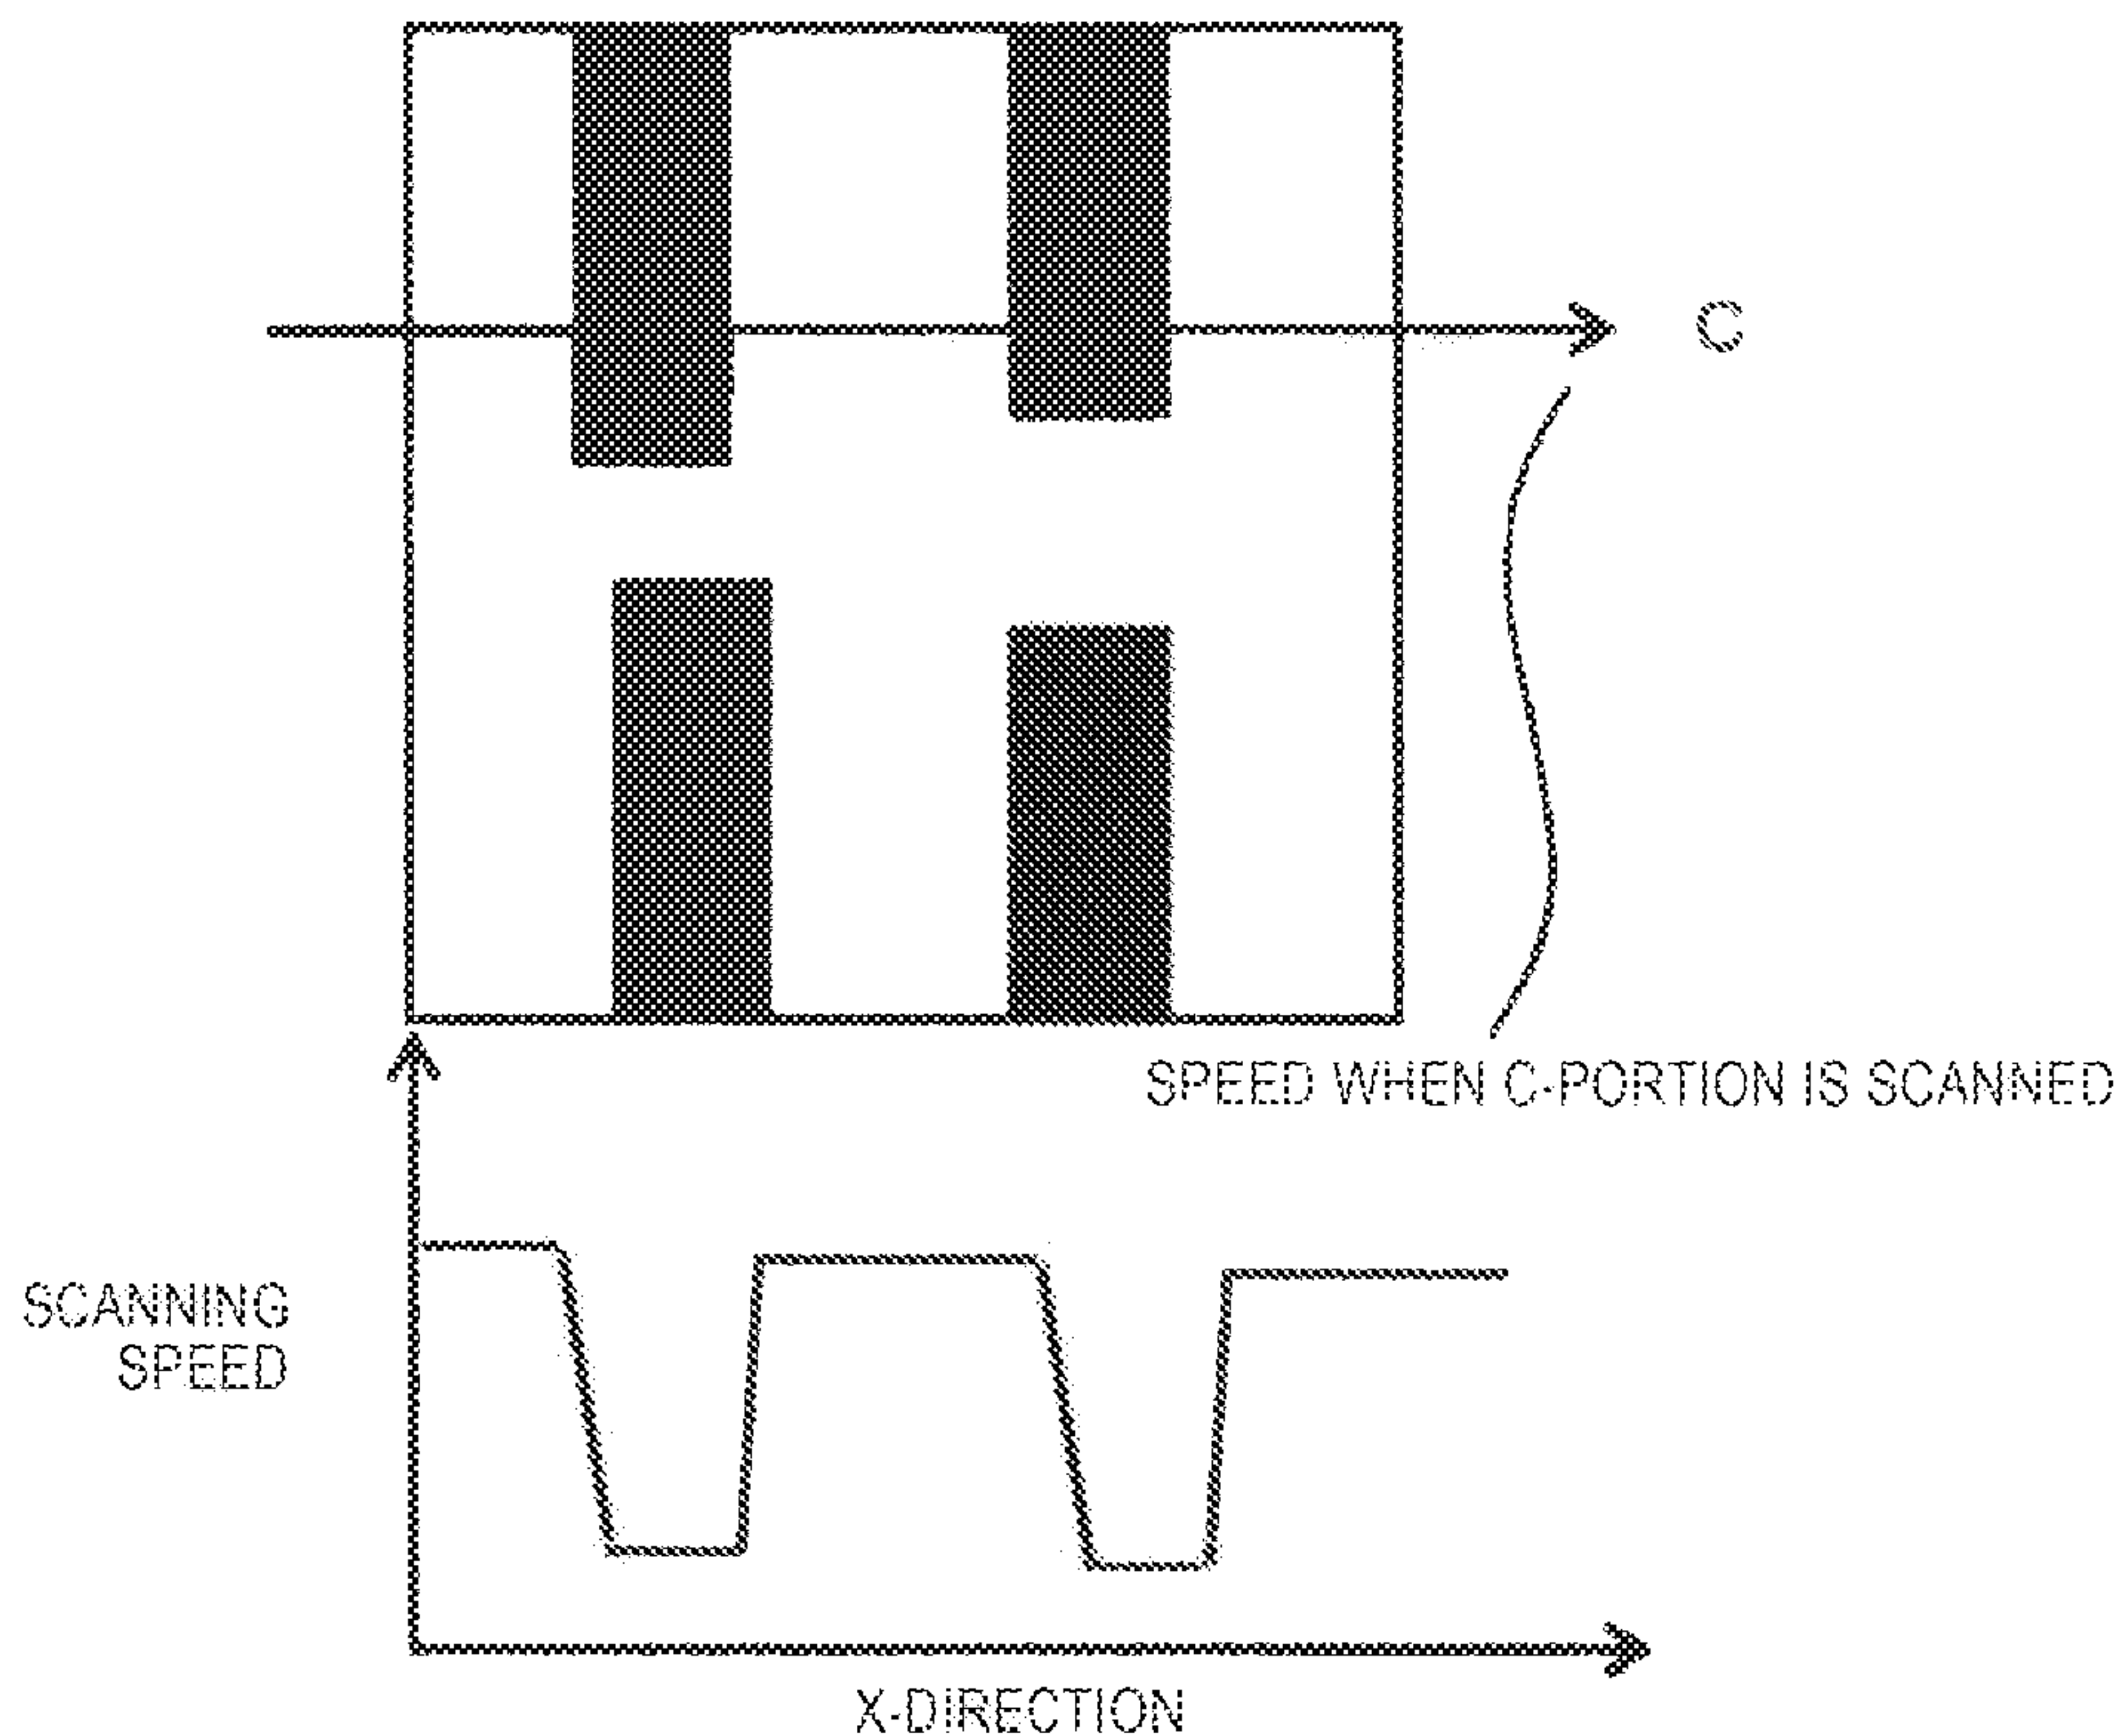 C
SPEED WHEN C-PORTION IS SCANNED
SCANNING
SPEED
X-DIRECTION